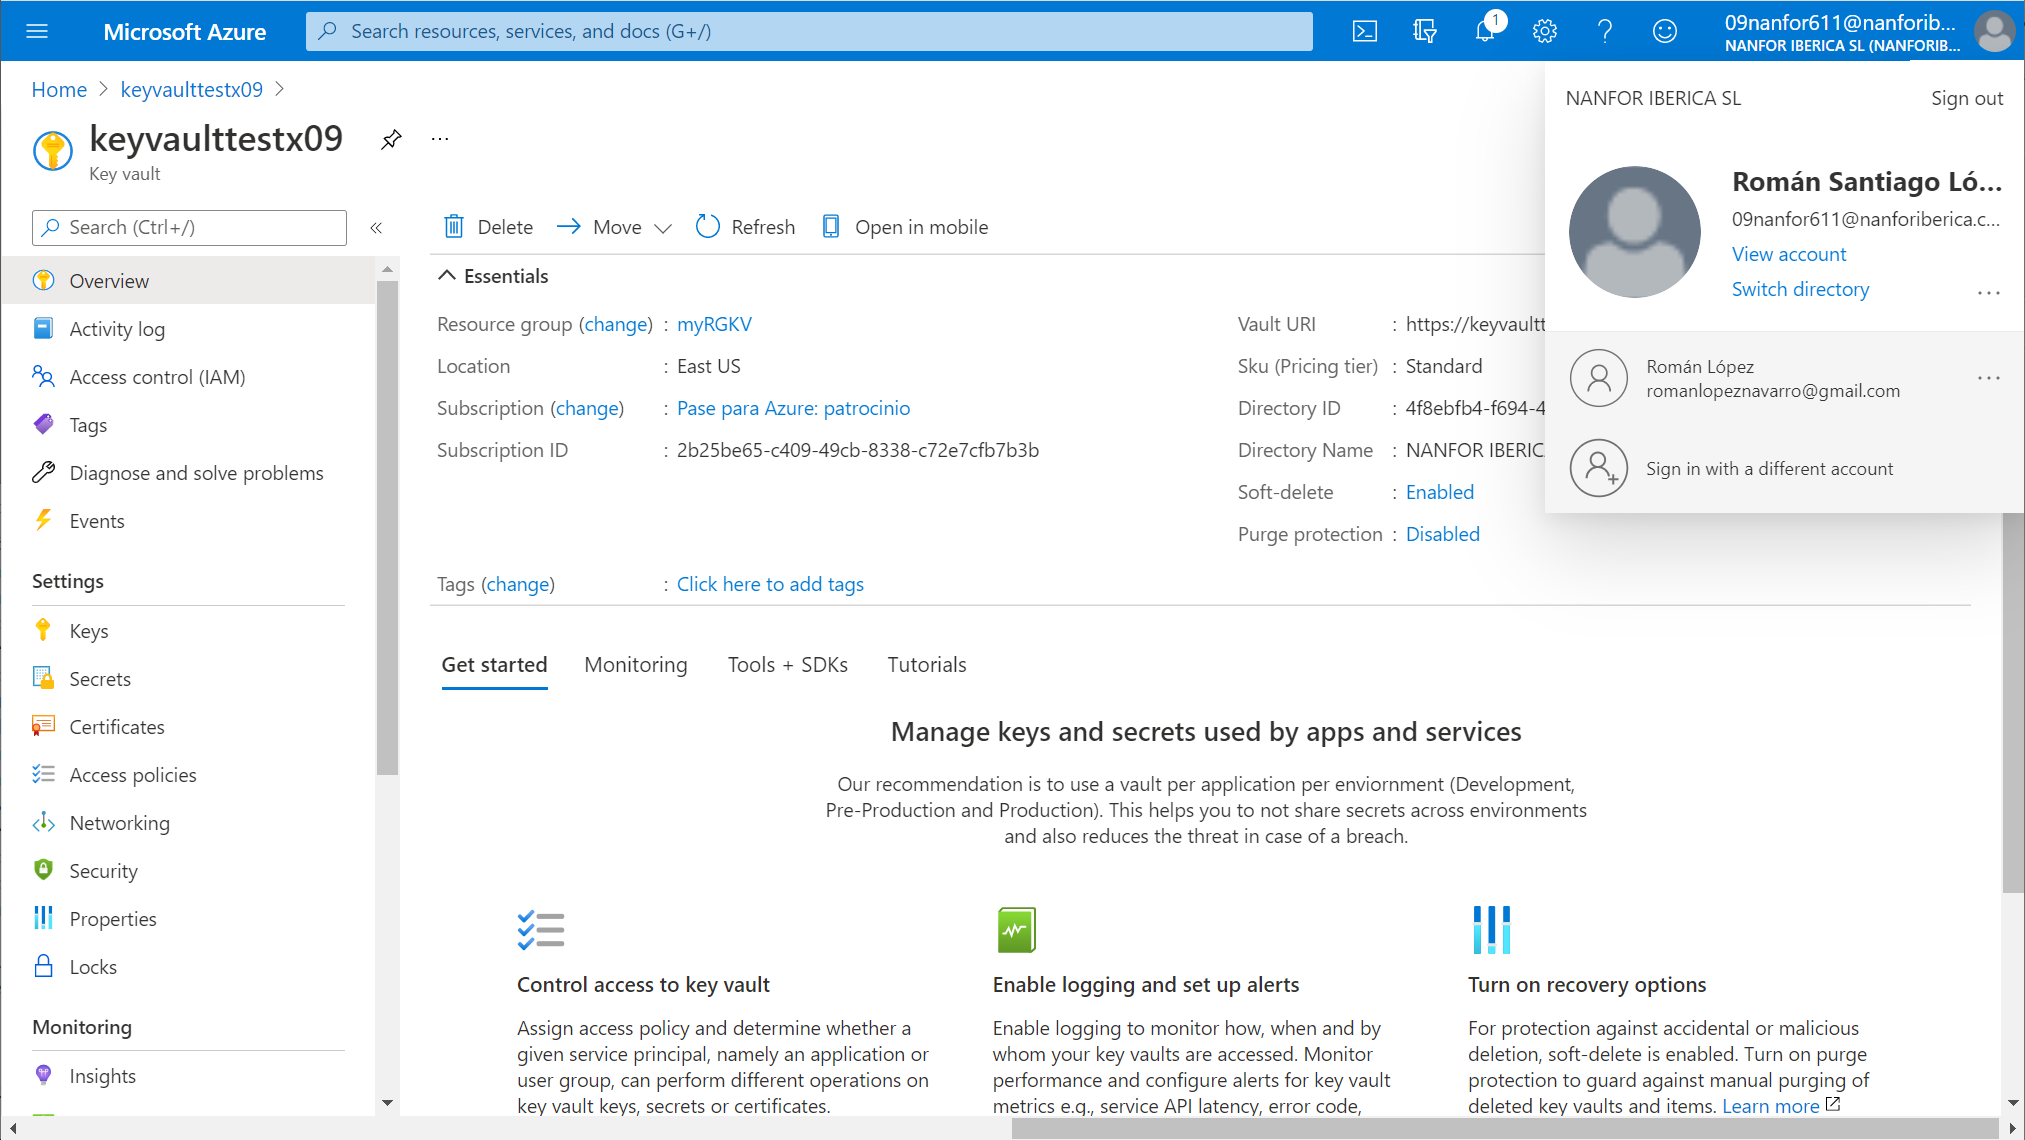 Microsoft Azure
Search resources, services, and docs (G+/)
1
09nanfor611@nanforib...
NANFOR IBERICA SL (NANFORIB...
Home > keyvaulttestx09 >
keyvaulttestx09
...
Key vault
NANFOR IBERICA SL
Sign out
Román Santiago Ló...
09nanfor611@nanforiberica.c...
View account
Switch directory
...
Román López
romanlopeznavarro@gmail.com
...
Sign in with a different account
Search (Ctrl+/)
«
Overview
Activity log
Access control (IAM)
Tags
Diagnose and solve problems
Events
Settings
Keys
Secrets
Certificates
Access policies
Networking
Security
Properties
Locks
Monitoring
Insights
Delete
Move
Refresh
Open in mobile
Essentials
Resource group (change) : myRGKV
Location : East US
Subscription (change) : Pase para Azure: patrocinio
Subscription ID : 2b25be65-c409-49cb-8338-c72e7cfb7b3b
Vault URI : https://keyvaultt
Sku (Pricing tier) : Standard
Directory ID : 4f8ebfb4-f694-4
Directory Name : NANFOR IBERIC
Soft-delete : Enabled
Purge protection : Disabled
Tags (change) : Click here to add tags
Get started
Monitoring
Tools + SDKs
Tutorials
Manage keys and secrets used by apps and services
Our recommendation is to use a vault per application per enviornment (Development,
Pre-Production and Production). This helps you to not share secrets across environments
and also reduces the threat in case of a breach.
Control access to key vault
Assign access policy and determine whether a
given service principal, namely an application or
user group, can perform different operations on
key vault keys, secrets or certificates.
Enable logging and set up alerts
Enable logging to monitor how, when and by
whom your key vaults are accessed. Monitor
performance and configure alerts for key vault
metrics e.g., service API latency, error code,
Turn on recovery options
For protection against accidental or malicious
deletion, soft-delete is enabled. Turn on purge
protection to guard against manual purging of
deleted key vaults and items. Learn more